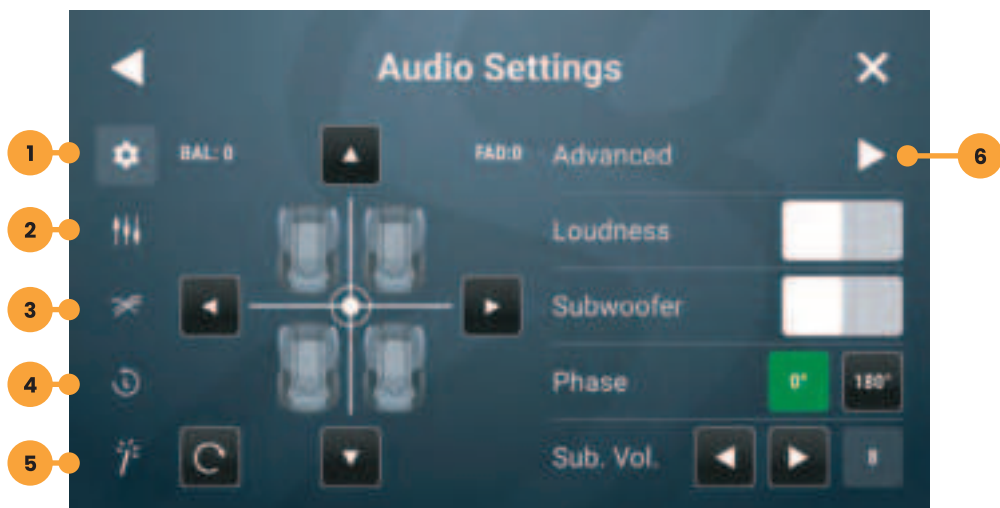 Audio Settings
1
BAL: 0
FAD:0
Advanced
6
2
Loudness
3
Subwoofer
4
Phase
0°
180°
5
Sub. Vol.
8